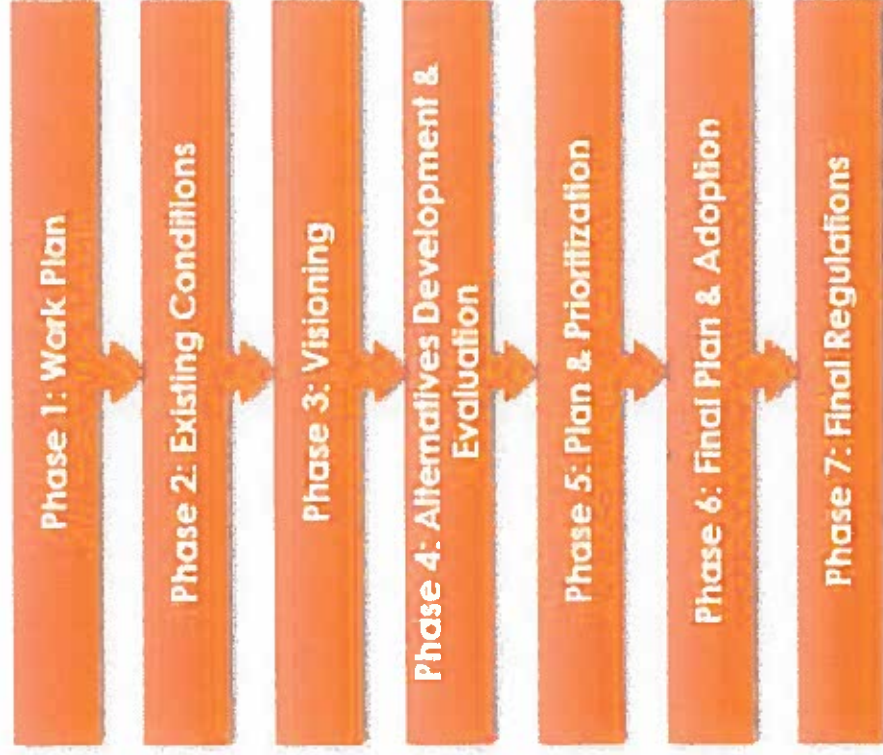 Phase 1: Work Plan
Phase 2: Existing Conditions
Phase 3: Visioning
Phase 4: Alternatives Development &
Evaluation
Phase 5: Plan & Prioritization
Phase 6: Final Plan & Adoption
Phase 7: Final Regulations